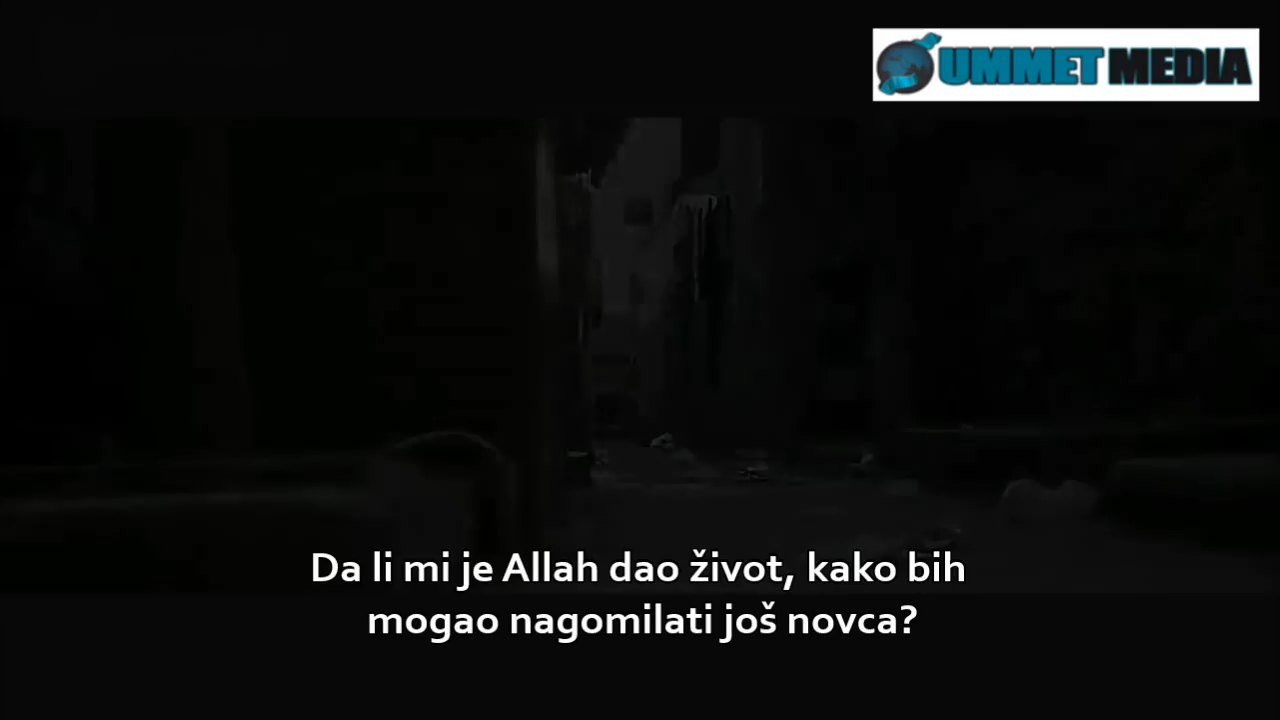 UMMET MEDIA
Da li mi je Allah dao život, kako bih
mogao nagomilati još novca?